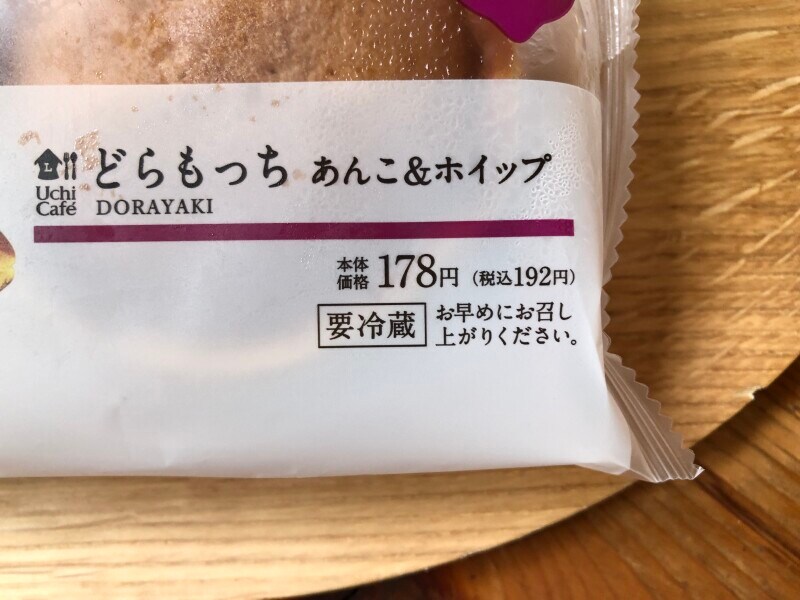 L
Uchi
Café
どらもっち あんこ&ホイップ
DORAYAKI
本体
価格 178円 (税込192円)
要冷蔵
お早めにお召し
上がりください。